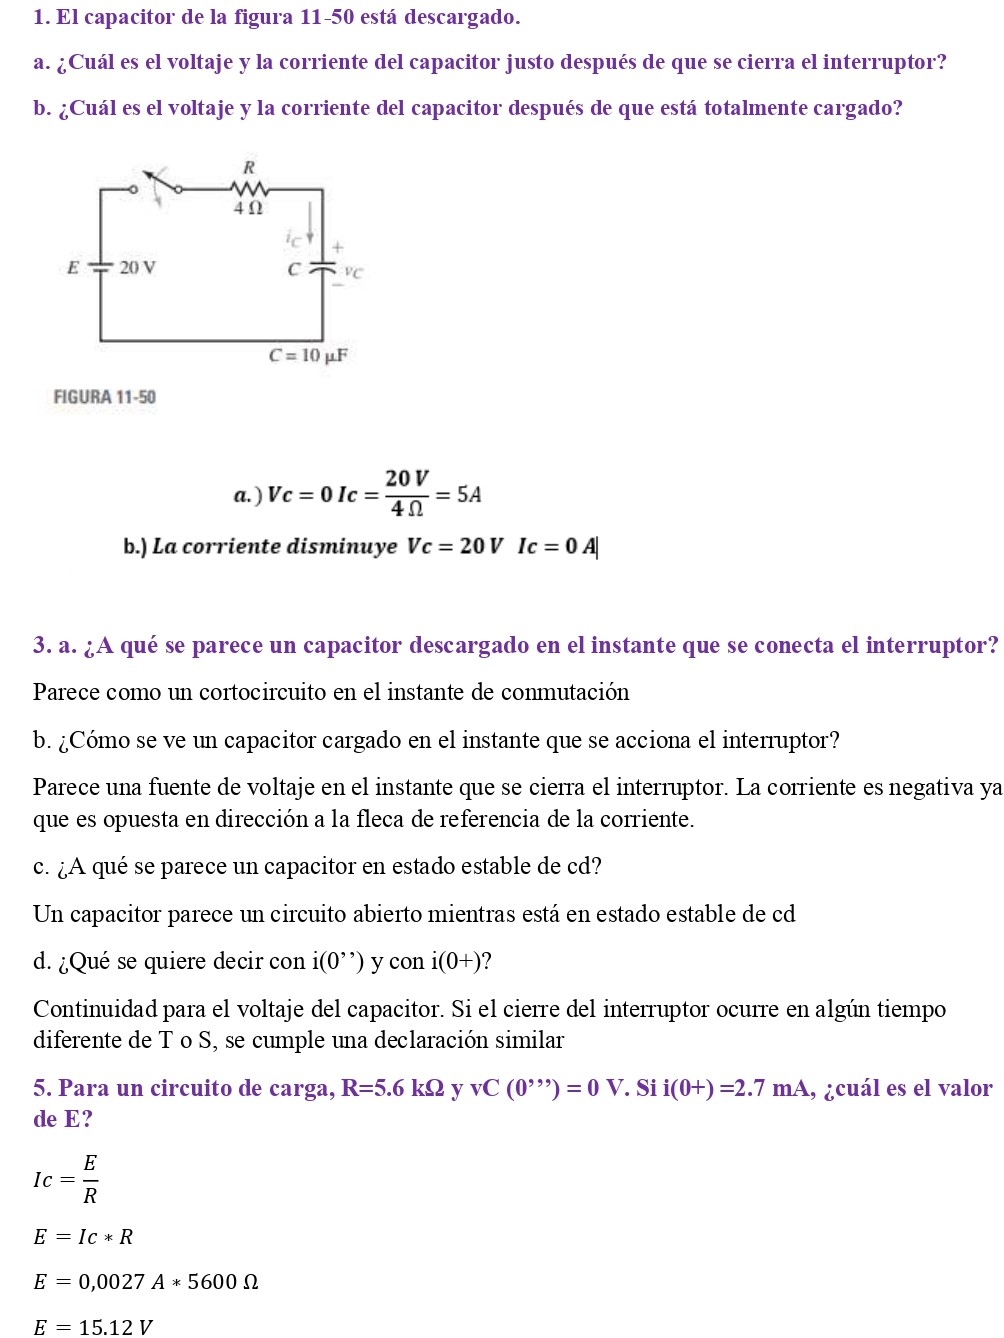 1. El capacitor de la figura 11-50 está descargado.
a. ¿Cuál es el voltaje y la corriente del capacitor justo después de que se cierra el interruptor?
b. ¿Cuál es el voltaje y la corriente del capacitor después de que está totalmente cargado?
R
4 Ω
iC
+
E
20 V
C
vC
−
C = 10 μF
FIGURA 11-50
a.) Vc = 0 Ic = 20 V / 4 Ω = 5A
b.) La corriente disminuye Vc = 20 V Ic = 0 A
3. a. ¿A qué se parece un capacitor descargado en el instante que se conecta el interruptor?
Parece como un cortocircuito en el instante de conmutación
b. ¿Cómo se ve un capacitor cargado en el instante que se acciona el interruptor?
Parece una fuente de voltaje en el instante que se cierra el interruptor. La corriente es negativa ya
que es opuesta en dirección a la fleca de referencia de la corriente.
c. ¿A qué se parece un capacitor en estado estable de cd?
Un capacitor parece un circuito abierto mientras está en estado estable de cd
d. ¿Qué se quiere decir con i(0’’) y con i(0+)?
Continuidad para el voltaje del capacitor. Si el cierre del interruptor ocurre en algún tiempo
diferente de T o S, se cumple una declaración similar
5. Para un circuito de carga, R=5.6 kΩ y vC (0’’’) = 0 V. Si i(0+) =2.7 mA, ¿cuál es el valor
de E?
Ic = E / R
E = Ic ∗ R
E = 0,0027 A ∗ 5600 Ω
E = 15.12 V